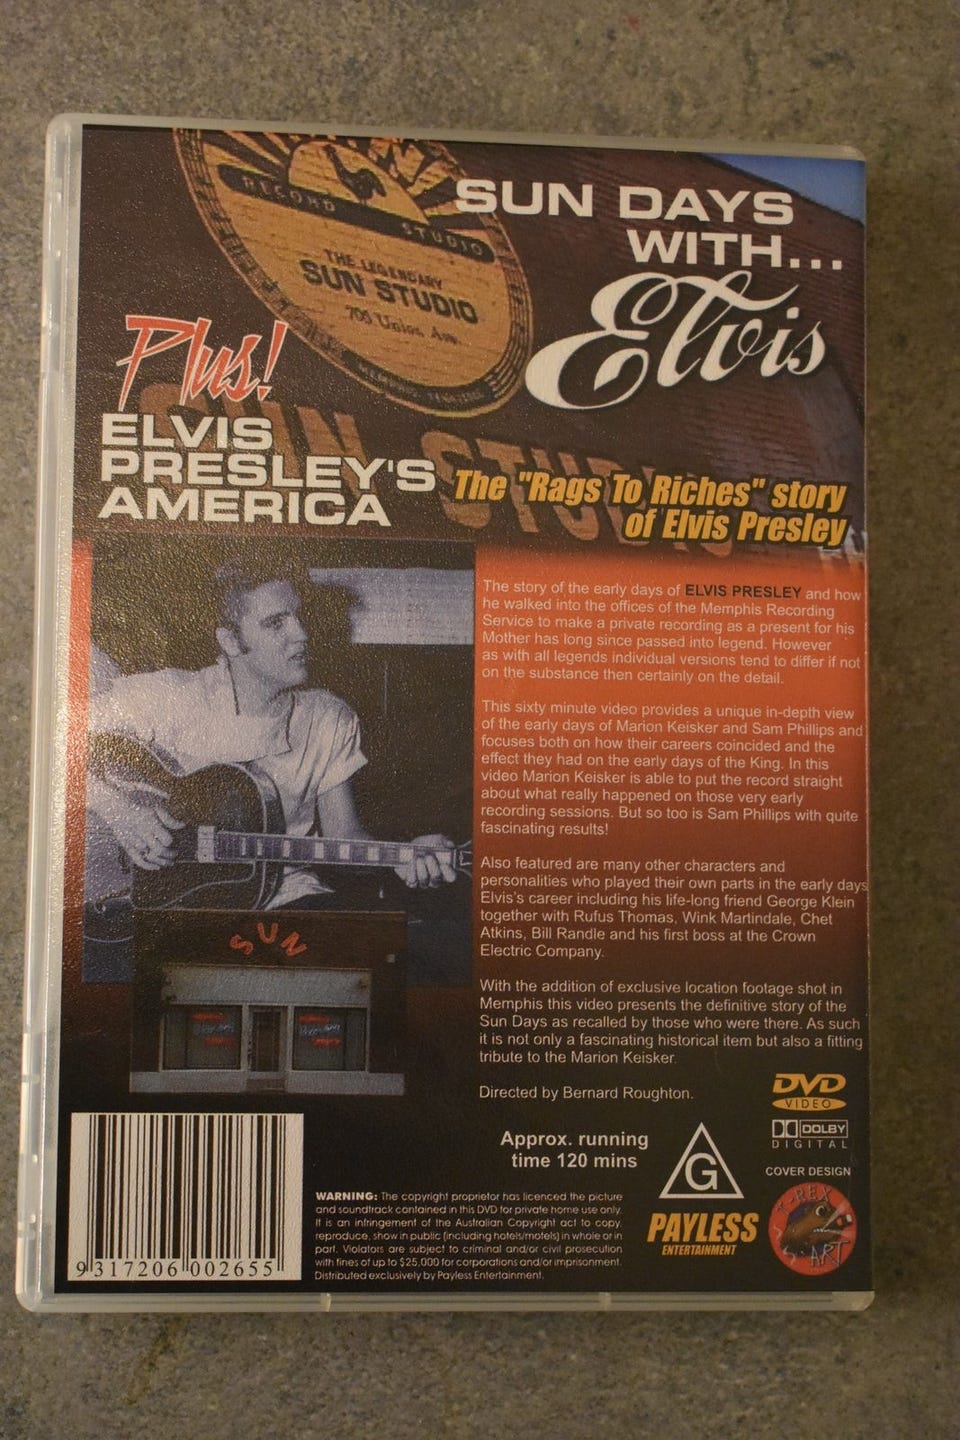 RECORD STUDIO
THE LEGENDARY
SUN STUDIO
706 Union Ave.
SUN DAYS
WITH...
Elvis
Plus!
ELVIS
PRESLEY'S
AMERICA
SUN STUDIO
The "Rags To Riches" story
of Elvis Presley
The story of the early days of ELVIS PRESLEY and how
he walked into the offices of the Memphis Recording
Service to make a private recording as a present for his
Mother has long since passed into legend. However
as with all legends individual versions tend to differ if not
on the substance then certainly on the detail.
This sixty minute video provides a unique in-depth view
of the early days of Marion Keisker and Sam Phillips and
focuses both on how their careers coincided and the
effect they had on the early days of the King. In this
video Marion Keisker is able to put the record straight
about what really happened on those very early
recording sessions. But so too is Sam Phillips with quite
fascinating results!
Also featured are many other characters and
personalities who played their own parts in the early days
Elvis's career including his life-long friend George Klein
together with Rufus Thomas, Wink Martindale, Chet
Atkins, Bill Randle and his first boss at the Crown
Electric Company.
With the addition of exclusive location footage shot in
Memphis this video presents the definitive story of the
Sun Days as recalled by those who were there. As such
it is not only a fascinating historical item but also a fitting
tribute to the Marion Keisker.
Directed by Bernard Roughton.
SUN
Approx. running
time 120 mins
G
DVD
VIDEO
DOLBY
DIGITAL
COVER DESIGN
T-REX
ART
PAYLESS
ENTERTAINMENT
WARNING: The copyright proprietor has licenced the picture
and soundtrack contained in this DVD for private home use only.
It is an infringement of the Australian Copyright act to copy,
reproduce, show in public (including hotels/motels) in whole or in
part. Violators are subject to criminal and/or civil prosecution
with fines of up to $25,000 for corporations and/or imprisonment.
Distributed exclusively by Payless Entertainment.
9 317206 002655